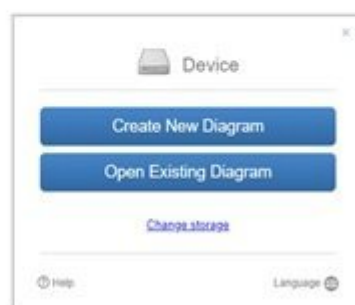 Device
Create New Diagram
Open Existing Diagram
Change storage
Help
Language